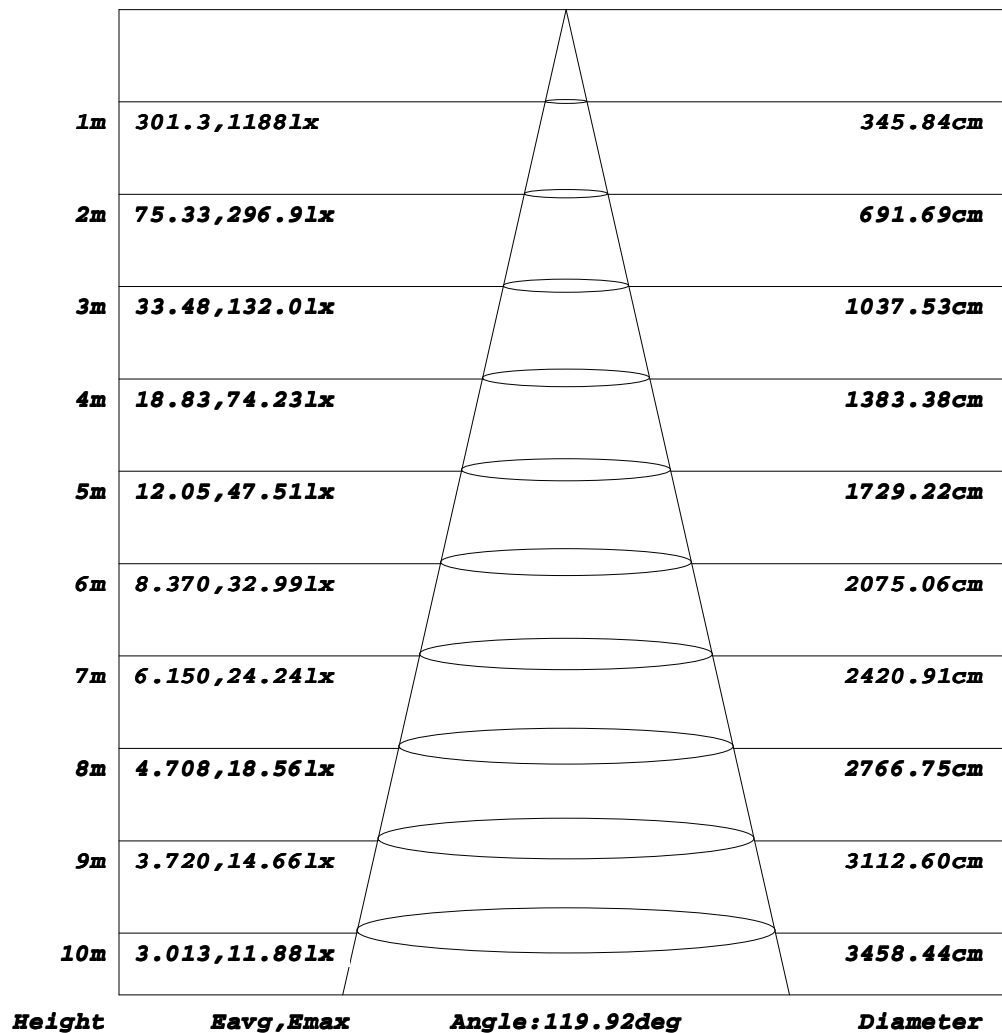 1m 301.3,1188lx 345.84cm
2m 75.33,296.9lx 691.69cm
3m 33.48,132.0lx 1037.53cm
4m 18.83,74.23lx 1383.38cm
5m 12.05,47.51lx 1729.22cm
6m 8.370,32.99lx 2075.06cm
7m 6.150,24.24lx 2420.91cm
8m 4.708,18.56lx 2766.75cm
9m 3.720,14.66lx 3112.60cm
10m 3.013,11.88lx 3458.44cm
Height Eavg,Emax Angle:119.92deg Diameter